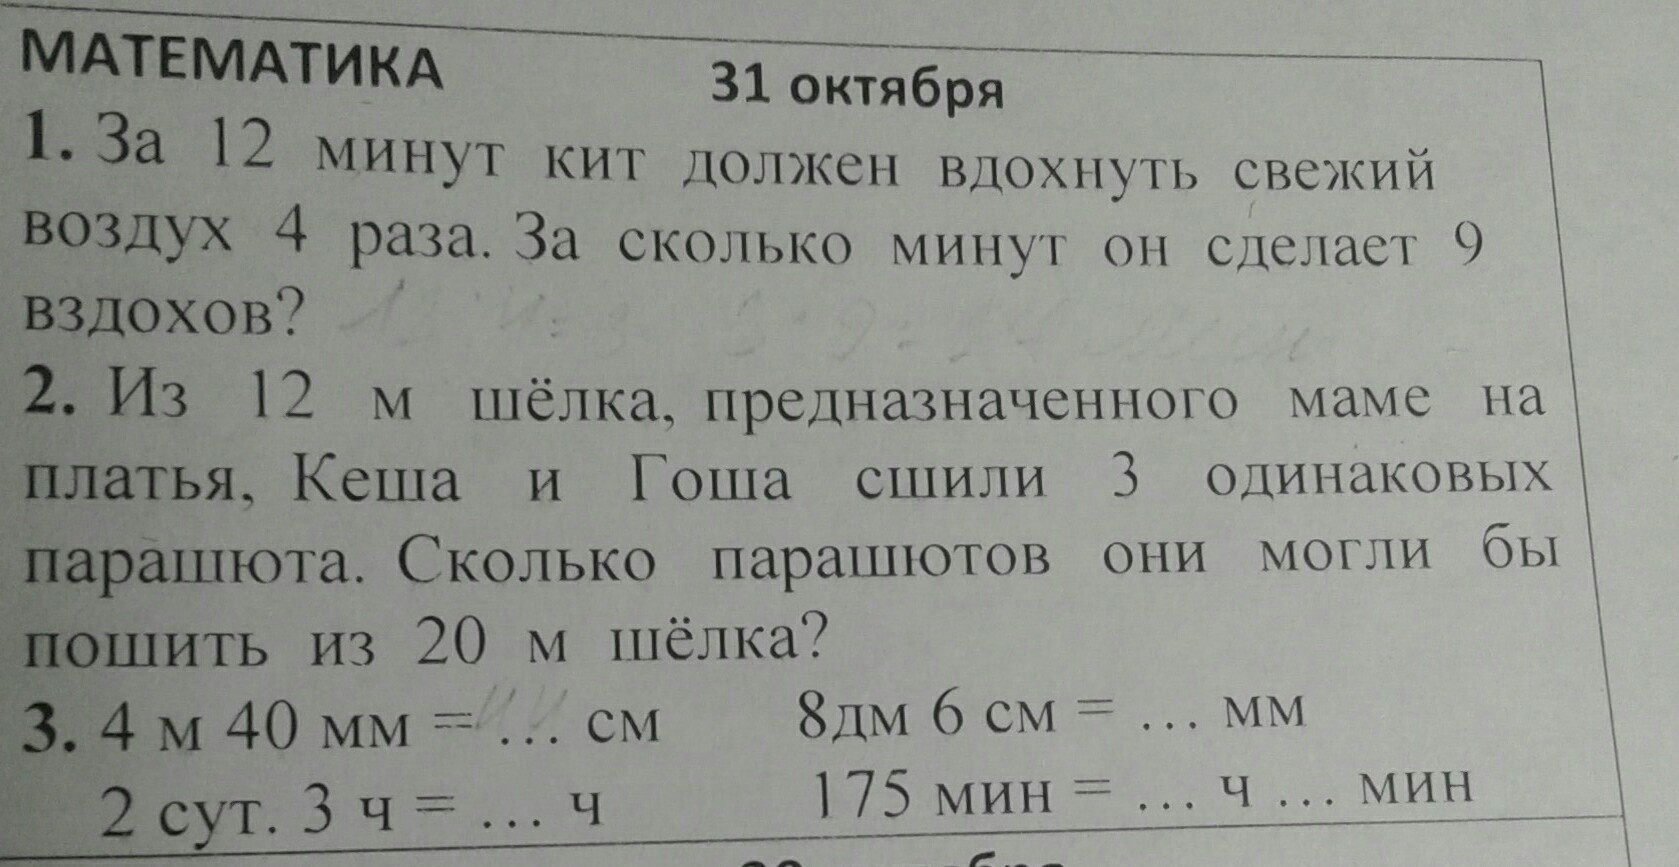 МАТЕМАТИКА 31 октября
1. За 12 минут кит должен вдохнуть свежий
воздух 4 раза. За сколько минут он сделает 9
вздохов?
2. Из 12 м шёлка, предназначенного маме на
платья, Кеша и Гоша сшили 3 одинаковых
парашюта. Сколько парашютов они могли бы
пошить из 20 м шёлка?
3. 4 м 40 мм = ... см 8дм 6 см = ... мм
2 сут. 3 ч = ... ч 175 мин = ... ч ... мин